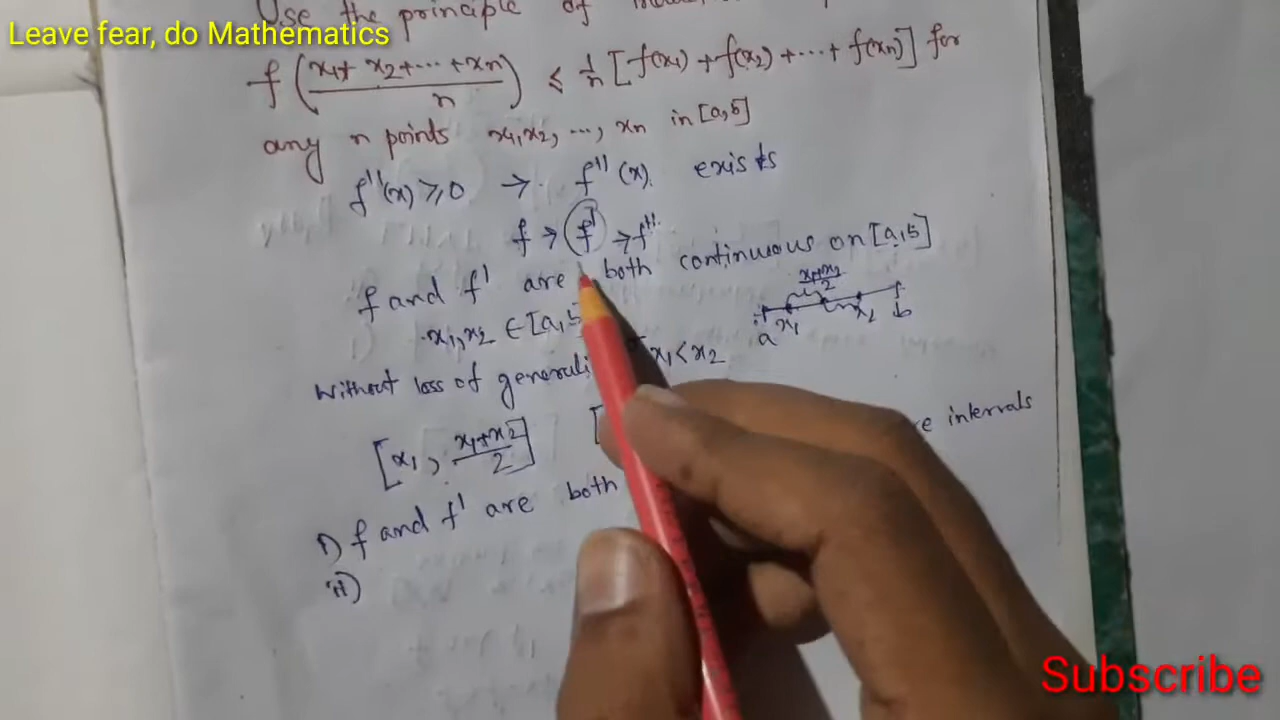 Leave fear, do Mathematics
Use the principle of
f(x1+ x2+⋯+xn/n) ≤ 1/n [f(x1)+f(x2)+⋯+f(xn)] for
any n points x1,x2, ..., xn in [a,b]
f''(x)≥0 → f''(x). exists
f → f' → f''
f and f' are both continuous on [a,b]
x1,x2 ∈ [a,b]
x1+x2/2
a x1 x2 b
Without loss of x1<x2
[x1, x1+x2/2] [ intervals
i) f and f' are both
ii)
Subscribe